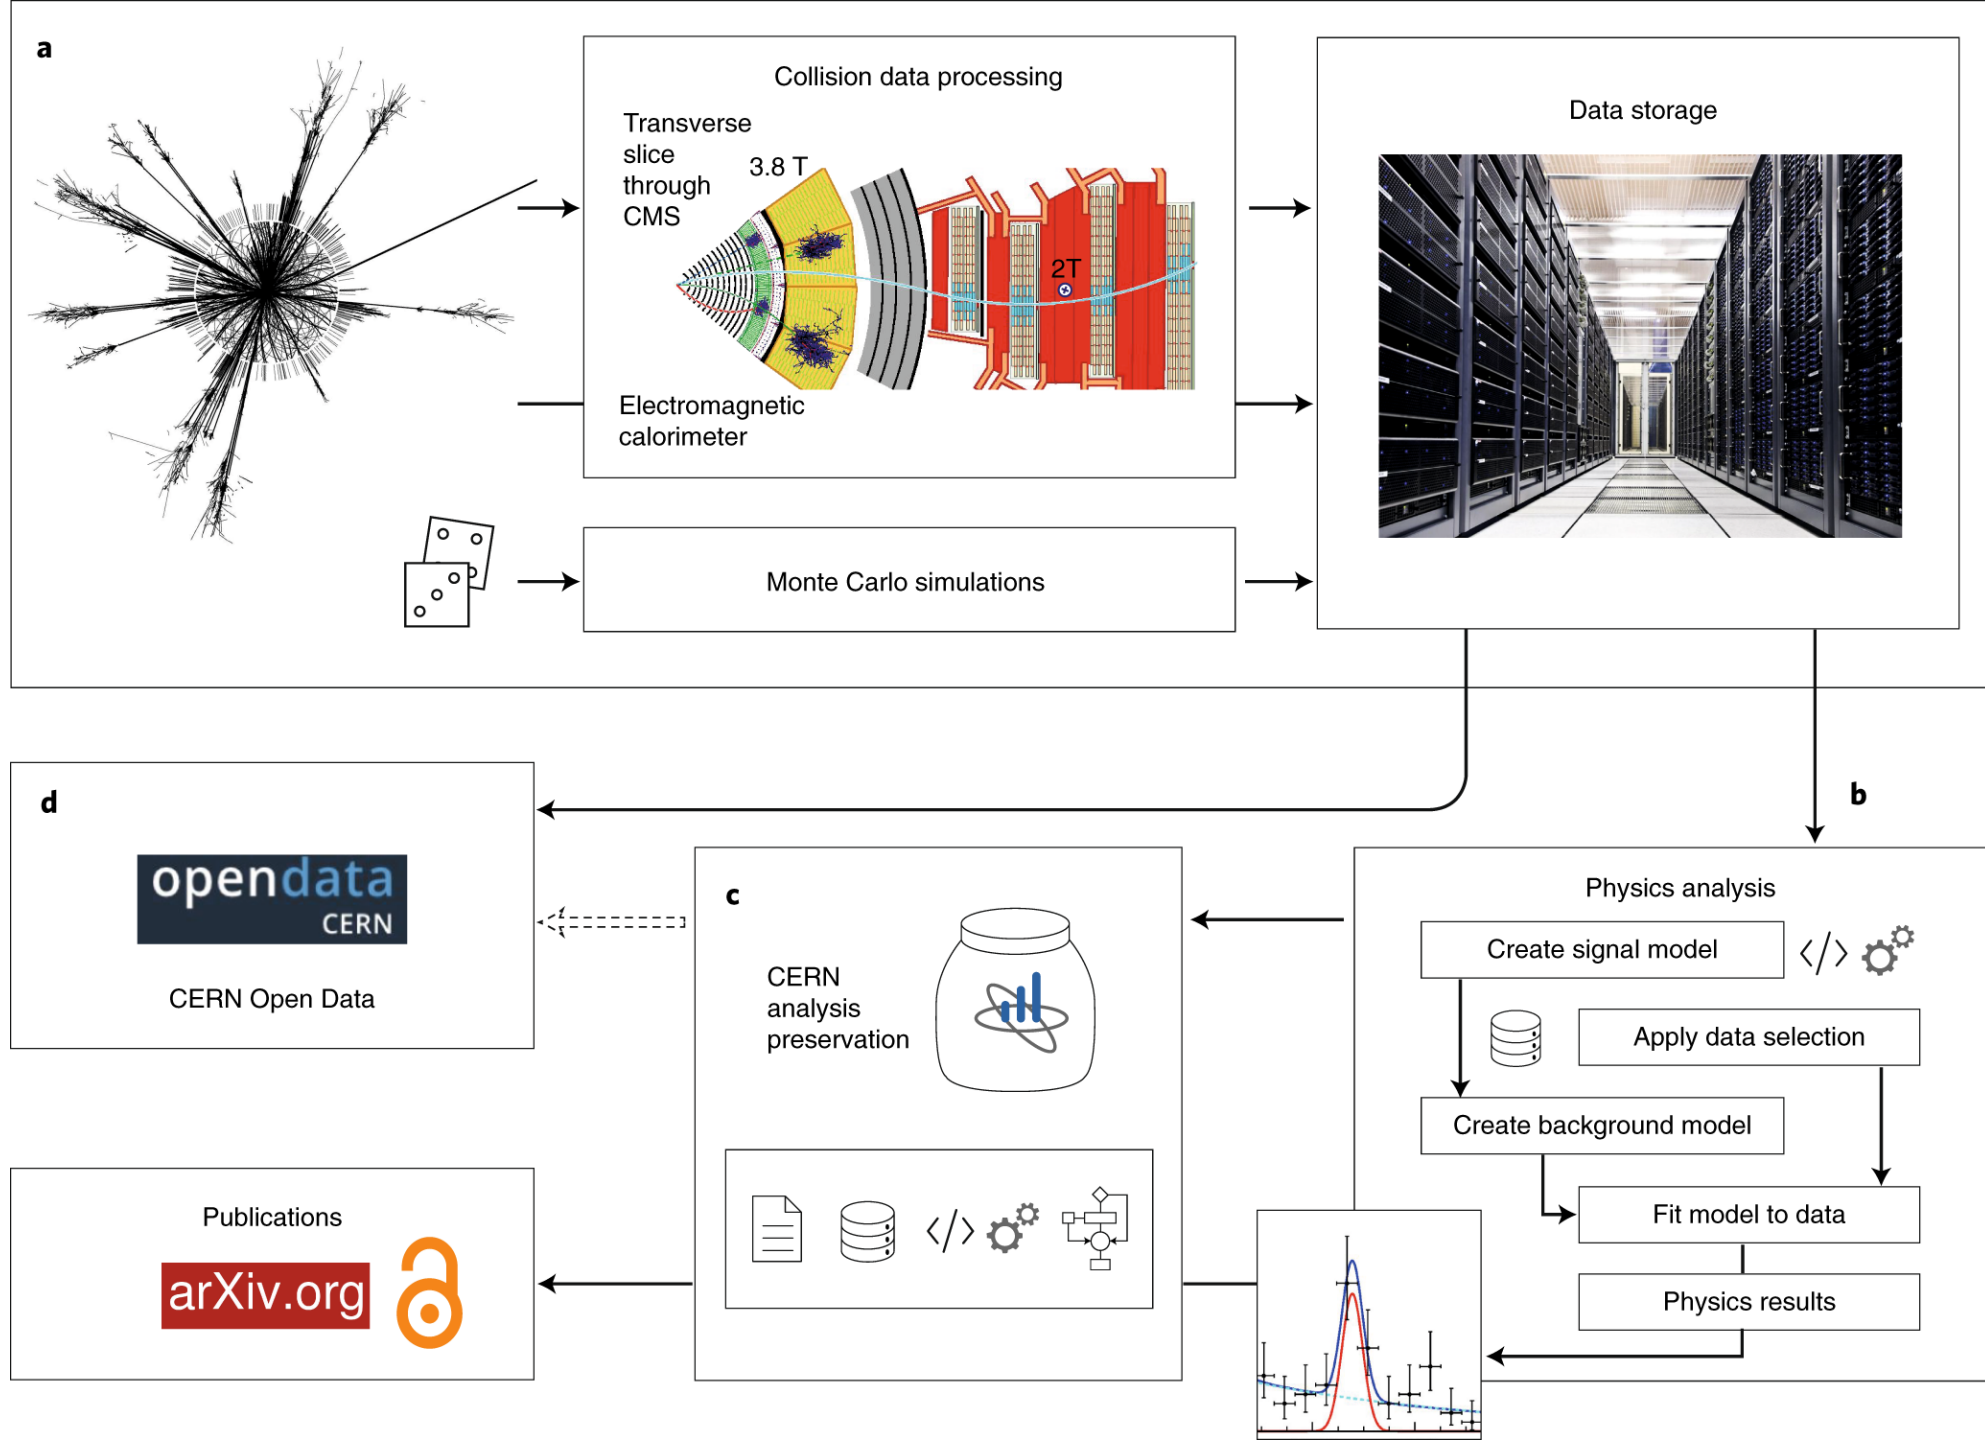 a
Collision data processing
Transverse
slice
through
CMS
3.8 T
2T
Electromagnetic
calorimeter
Data storage
Monte Carlo simulations
d
opendata
CERN
CERN Open Data
c
CERN
analysis
preservation
</>
b
Physics analysis
Create signal model
</>
Apply data selection
Create background model
Fit model to data
Physics results
Publications
arXiv.org